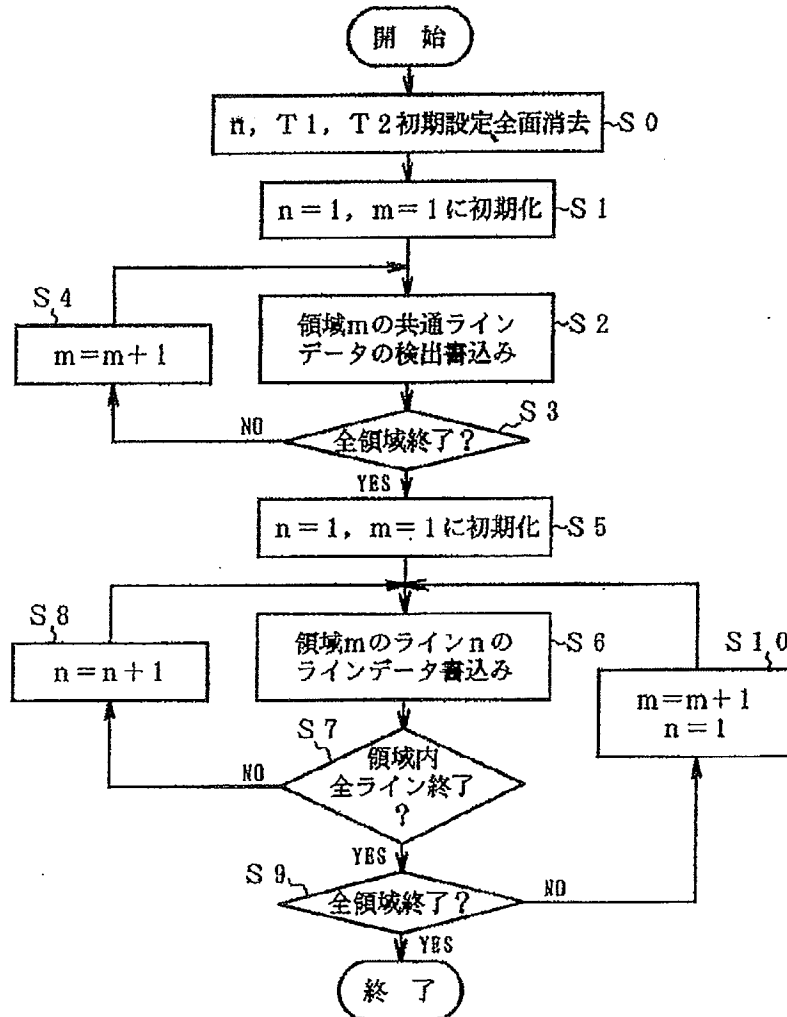 開 始
n, T1, T2初期設定全面消去
S0
n=1, m=1に初期化
S1
S4
m=m+1
領域mの共通ライン
データの検出書込み
S2
S3
NO
全領域終了?
YES
n=1, m=1に初期化
S5
S8
n=n+1
領域mのラインnの
ラインデータ書込み
S6
S10
m=m+1
n=1
S7
NO
領域内
全ライン終了
?
YES
S9
全領域終了?
NO
YES
終 了